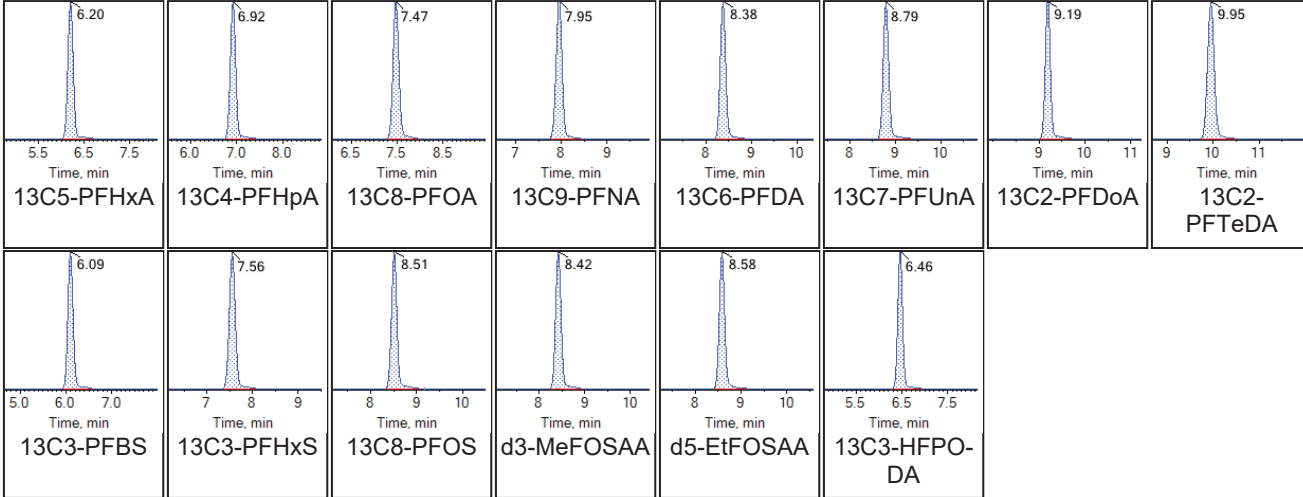 6.20
5.5 6.5 7.5
Time, min
13C5-PFHxA
6.92
6.0 7.0 8.0
Time, min
13C4-PFHpA
7.47
6.5 7.5 8.5
Time, min
13C8-PFOA
7.95
7 8 9
Time, min
13C9-PFNA
8.38
8 9 10
Time, min
13C6-PFDA
8.79
8 9 10
Time, min
13C7-PFUnA
9.19
9 10 11
Time, min
13C2-PFDoA
9.95
9 10 11
Time, min
13C2-
PFTeDA
6.09
5.0 6.0 7.0
Time, min
13C3-PFBS
7.56
7 8 9
Time, min
13C3-PFHxS
8.51
8 9 10
Time, min
13C8-PFOS
8.42
8 9 10
Time, min
d3-MeFOSAA
8.58
8 9 10
Time, min
d5-EtFOSAA
6.46
5.5 6.5 7.5
Time, min
13C3-HFPO-
DA